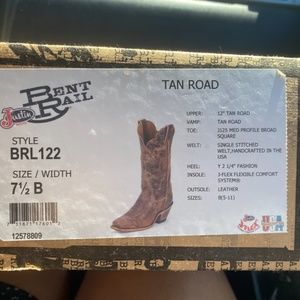 Justin
BENT
RAIL
STYLE
BRL122
SIZE / WIDTH
7½ B
12578809
TAN ROAD
UPPER: 12" TAN ROAD
VAMP: TAN ROAD
TOE: J125 MED PROFILE BROAD
SQUARE
WELT: SINGLE STITCHED
WELT,HANDCRAFTED IN THE
USA
HEEL: Y 2 1/4" FASHION
INSOLE: J-FLEX FLEXIBLE COMFORT
SYSTEM®
OUTSOLE: LEATHER
SIZES: B(5-11)